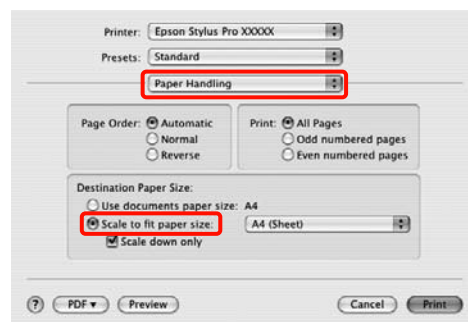 Printer: Epson Stylus Pro XXXXX
Presets: Standard
Paper Handling
Page Order: Automatic Print: All Pages
Normal Odd numbered pages
Reverse Even numbered pages
Destination Paper Size:
Use documents paper size: A4
Scale to fit paper size: A4 (Sheet)
Scale down only
? PDF ▼ Preview Cancel Print